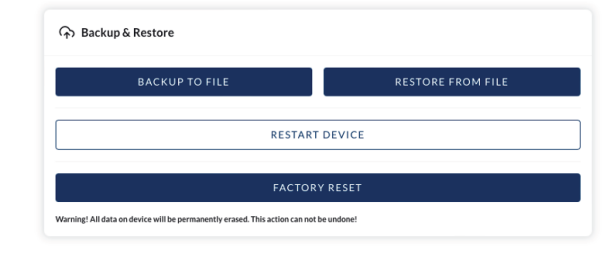 Backup & Restore
BACKUP TO FILE
RESTORE FROM FILE
RESTART DEVICE
FACTORY RESET
Warning! All data on device will be permanently erased. This action can not be undone!